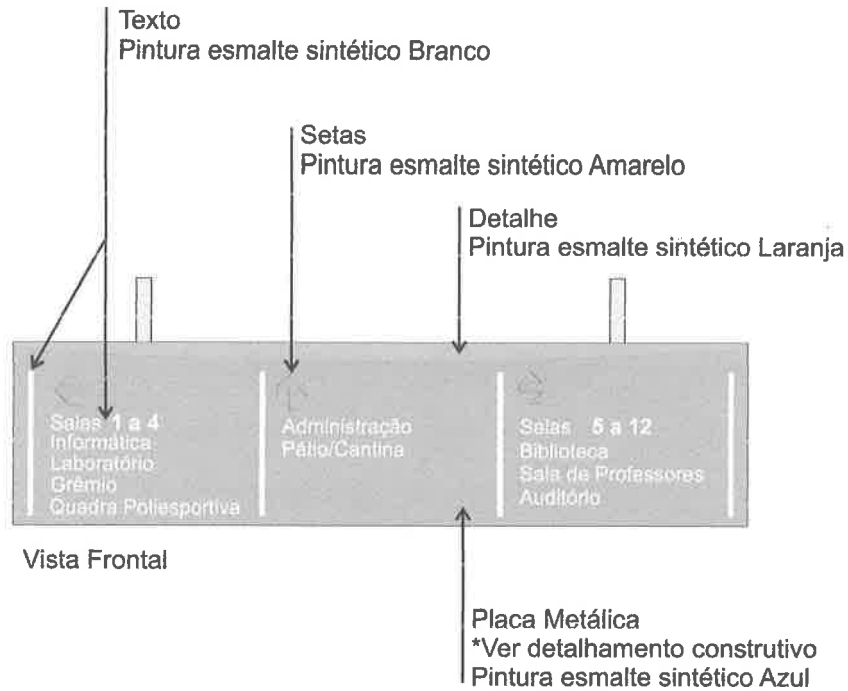 Texto
Pintura esmalte sintético Branco
Setas
Pintura esmalte sintético Amarelo
Detalhe
Pintura esmalte sintético Laranja
Salas 1 a 4
Informática
Laboratório
Grêmio
Quadra Poliesportiva
Administração
Pátio/Cantina
Salas 5 a 12
Biblioteca
Sala de Professores
Auditório
Vista Frontal
Placa Metálica
*Ver detalhamento construtivo
Pintura esmalte sintético Azul